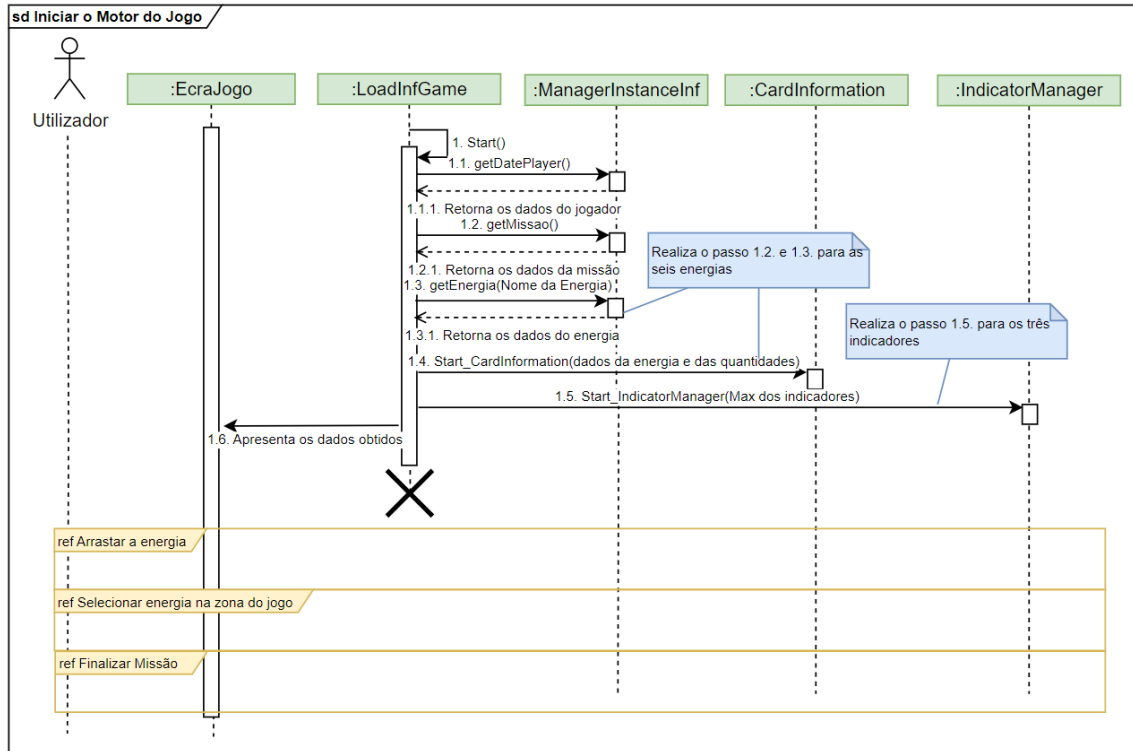 sd Iniciar o Motor do Jogo
Utilizador
:EcraJogo
:LoadInfGame
:ManagerInstanceInf
:CardInformation
:IndicatorManager
1. Start()
1.1. getDatePlayer()
1.1.1. Retorna os dados do jogador
1.2. getMissao()
1.2.1. Retorna os dados da missão
Realiza o passo 1.2. e 1.3. para as
seis energias
1.3. getEnergia(Nome da Energia)
1.3.1. Retorna os dados do energia
Realiza o passo 1.5. para os três
indicadores
1.4. Start_CardInformation(dados da energia e das quantidades)
1.5. Start_IndicatorManager(Max dos indicadores)
1.6. Apresenta os dados obtidos
ref Arrastar a energia
ref Selecionar energia na zona do jogo
ref Finalizar Missão